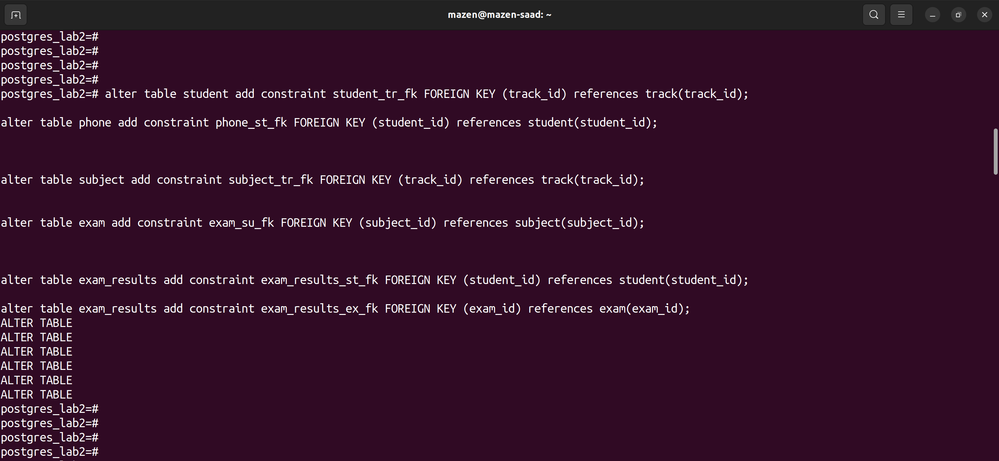 mazen@mazen-saad: ~
postgres_lab2=#
postgres_lab2=#
postgres_lab2=#
postgres_lab2=#
postgres_lab2=# alter table student add constraint student_tr_fk FOREIGN KEY (track_id) references track(track_id);
alter table phone add constraint phone_st_fk FOREIGN KEY (student_id) references student(student_id);
alter table subject add constraint subject_tr_fk FOREIGN KEY (track_id) references track(track_id);
alter table exam add constraint exam_su_fk FOREIGN KEY (subject_id) references subject(subject_id);
alter table exam_results add constraint exam_results_st_fk FOREIGN KEY (student_id) references student(student_id);
alter table exam_results add constraint exam_results_ex_fk FOREIGN KEY (exam_id) references exam(exam_id);
ALTER TABLE
ALTER TABLE
ALTER TABLE
ALTER TABLE
ALTER TABLE
ALTER TABLE
postgres_lab2=#
postgres_lab2=#
postgres_lab2=#
postgres_lab2=#